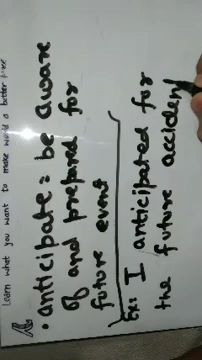 Learn what you want to make world a better place
• anticipate = be aware
of and prepared for
future event
Ex: I anticipated for
the future accident